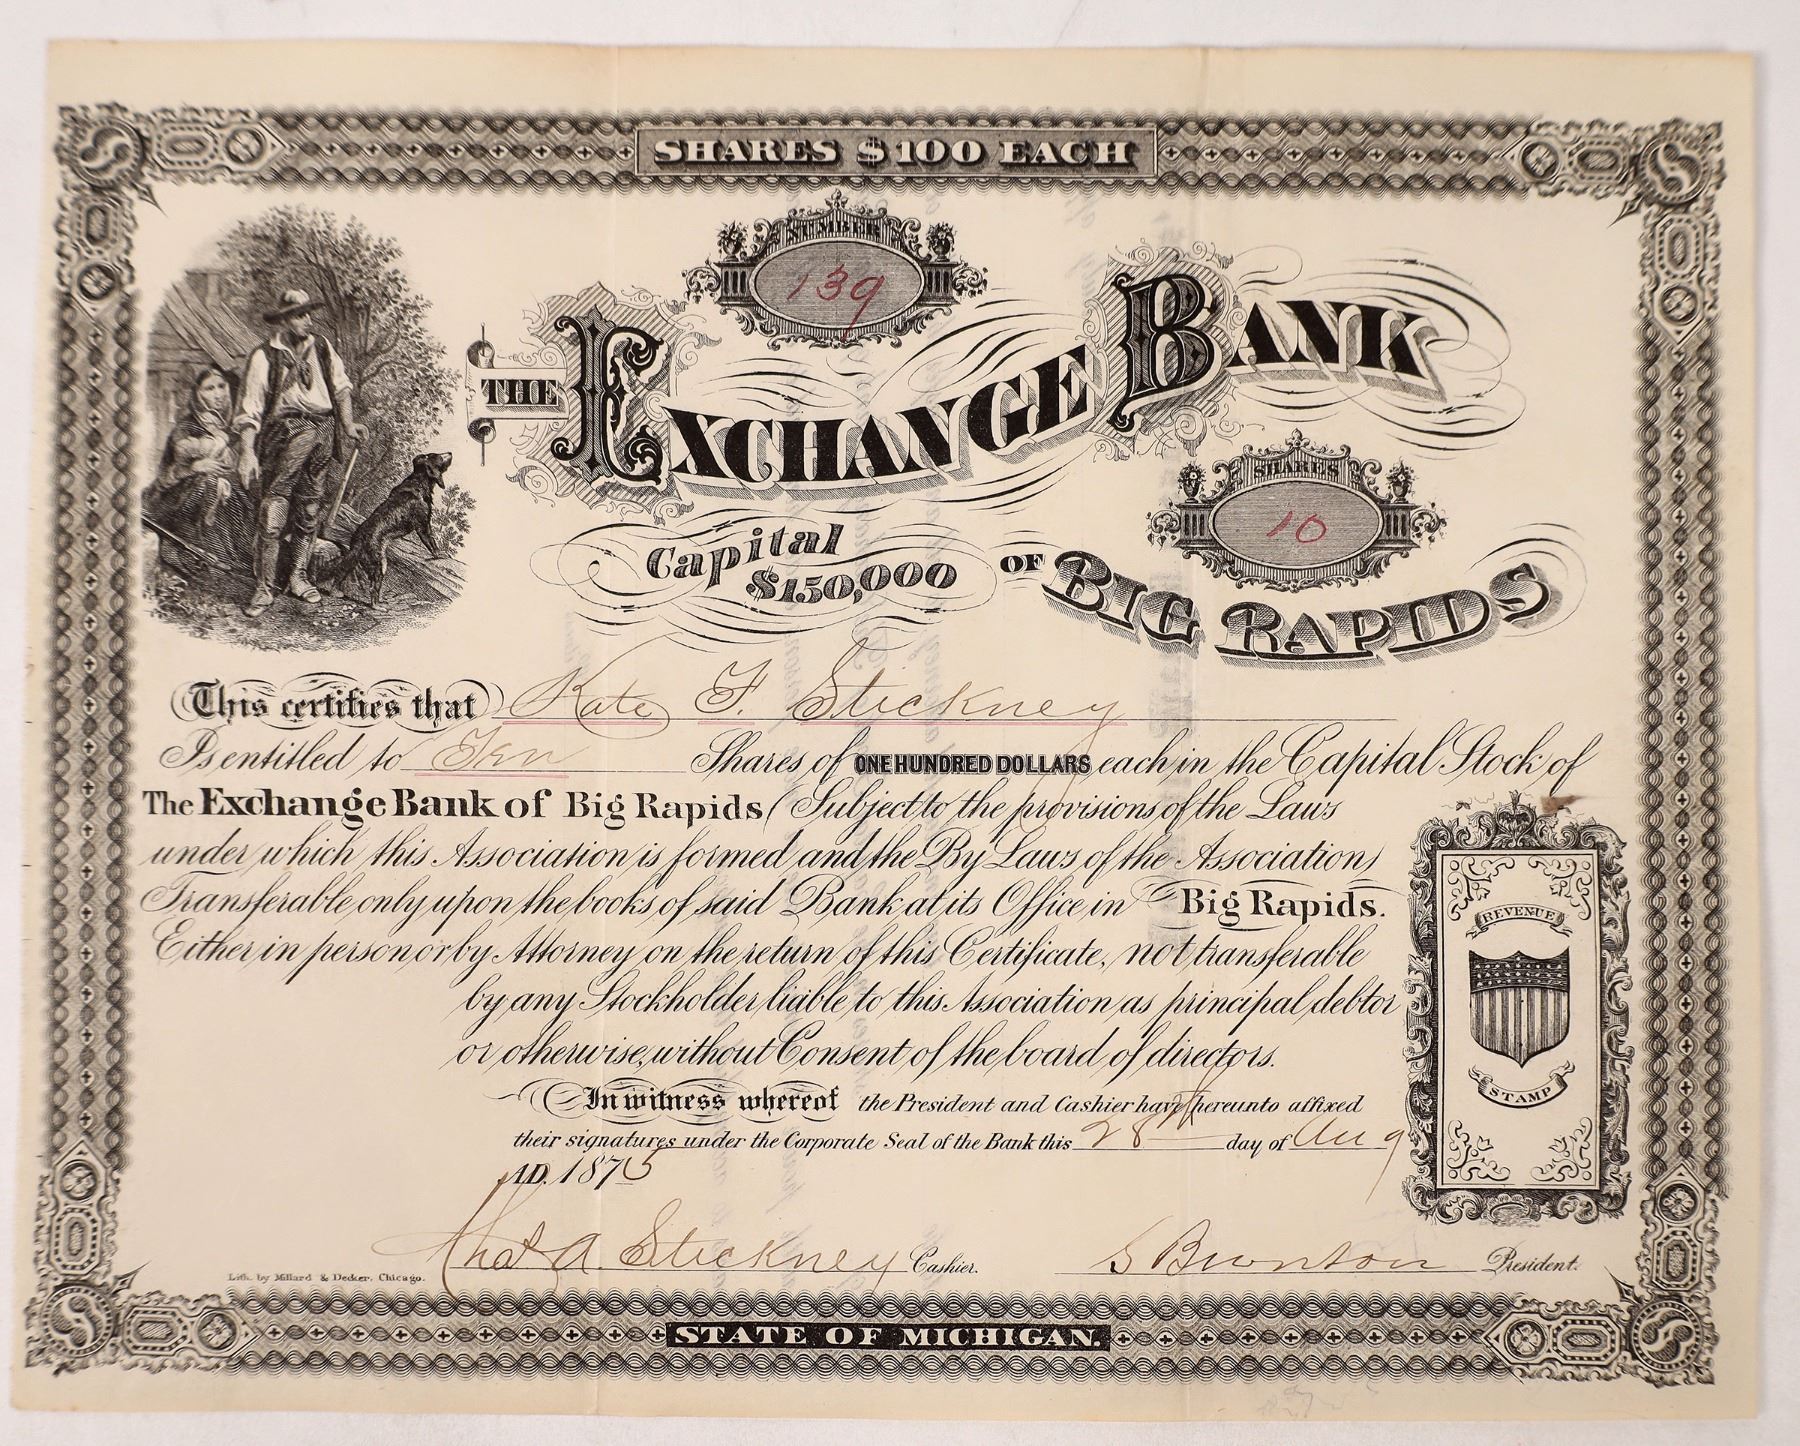 SHARES $100 EACH
NUMBER
139
THE EXCHANGE BANK
SHARES
10
Capital
$150,000
OF BIG RAPIDS
This certifies that Kate F. Stickney
Is entitled to Ten Shares of ONE HUNDRED DOLLARS each in the Capital Stock of
The Exchange Bank of Big Rapids (Subject to the provisions of the Laws
under which this Association is formed and the By Laws of the Association)
Transferable only upon the books of said Bank at its Office in Big Rapids.
Either in person or by Attorney on the return of this Certificate, not transferable
by any Stockholder liable to this Association as principal debtor
or otherwise, without Consent of the board of directors.
In witness whereof the President and Cashier have hereunto affixed
their signatures under the Corporate Seal of the Bank this 28th day of Aug
A.D. 1875
REVENUE
STAMP
A. Stickney Cashier. S Bronson President.
Lith. by Millard & Decker, Chicago.
STATE OF MICHIGAN.